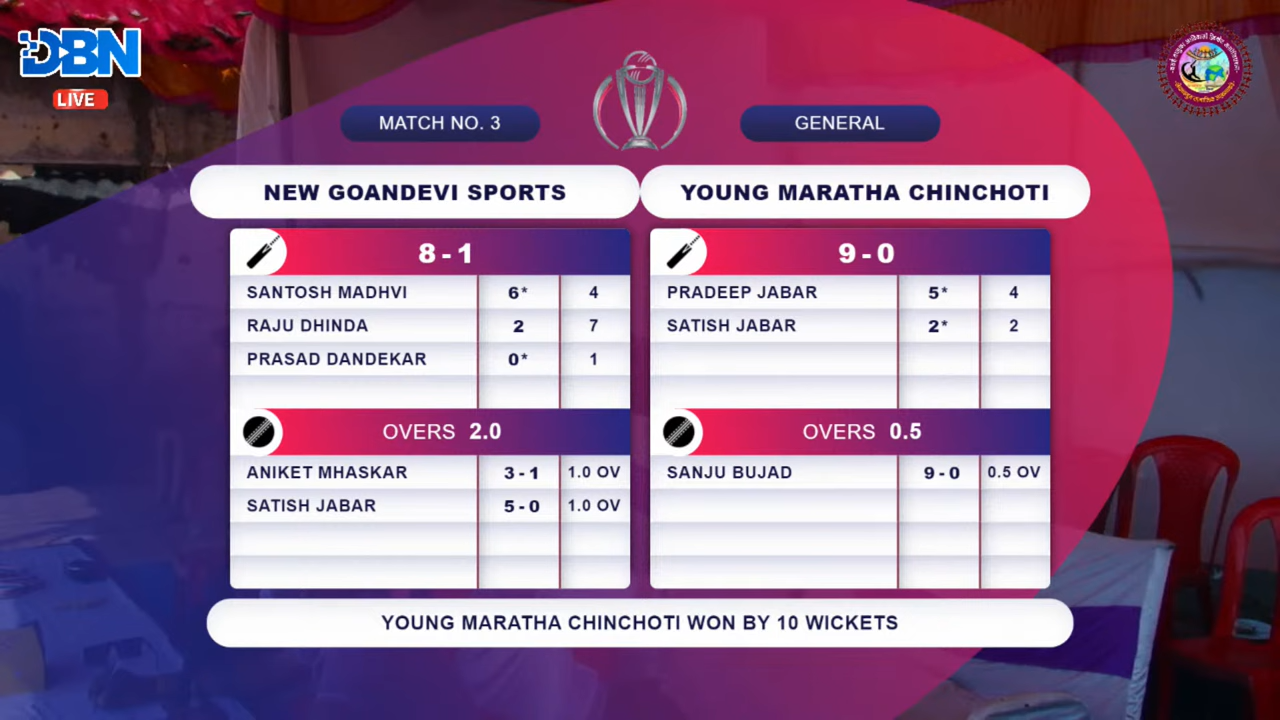 DBN
LIVE
MATCH NO. 3
GENERAL
NEW GOANDEVI SPORTS
YOUNG MARATHA CHINCHOTI
8 - 1
SANTOSH MADHVI 6* 4
RAJU DHINDA 2 7
PRASAD DANDEKAR 0* 1
OVERS 2.0
ANIKET MHASKAR 3 - 1 1.0 OV
SATISH JABAR 5 - 0 1.0 OV
9 - 0
PRADEEP JABAR 5* 4
SATISH JABAR 2* 2
OVERS 0.5
SANJU BUJAD 9 - 0 0.5 OV
YOUNG MARATHA CHINCHOTI WON BY 10 WICKETS